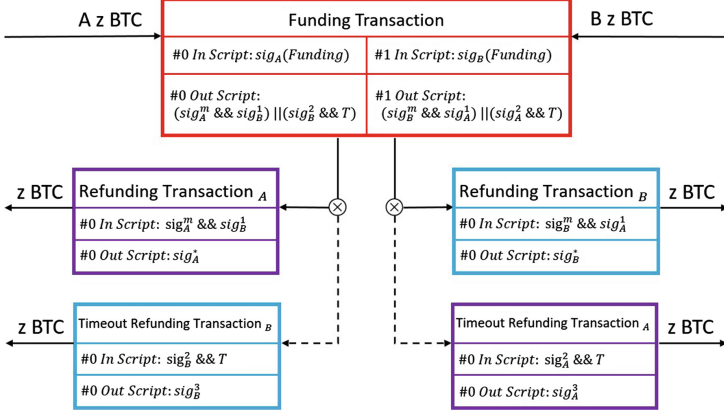 A z BTC
Funding Transaction
B z BTC
#0 In Script: sig_A(Funding)
#1 In Script: sig_B(Funding)
#0 Out Script:
(sig_A^m && sig_B^1) ||(sig_B^2 && T)
#1 Out Script:
(sig_B^m && sig_A^1) ||(sig_A^2 && T)
z BTC
Refunding Transaction A
#0 In Script: sig_A^m && sig_B^1
#0 Out Script: sig_A^*
Refunding Transaction B
z BTC
#0 In Script: sig_B^m && sig_A^1
#0 Out Script: sig_B^*
z BTC
Timeout Refunding Transaction B
#0 In Script: sig_B^2 && T
#0 Out Script: sig_B^3
Timeout Refunding Transaction A
z BTC
#0 In Script: sig_A^2 && T
#0 Out Script: sig_A^3